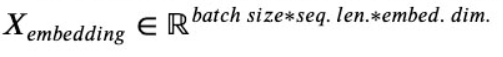 X_embedding ∈ ℝ^batch size*seq. len.*embed. dim.